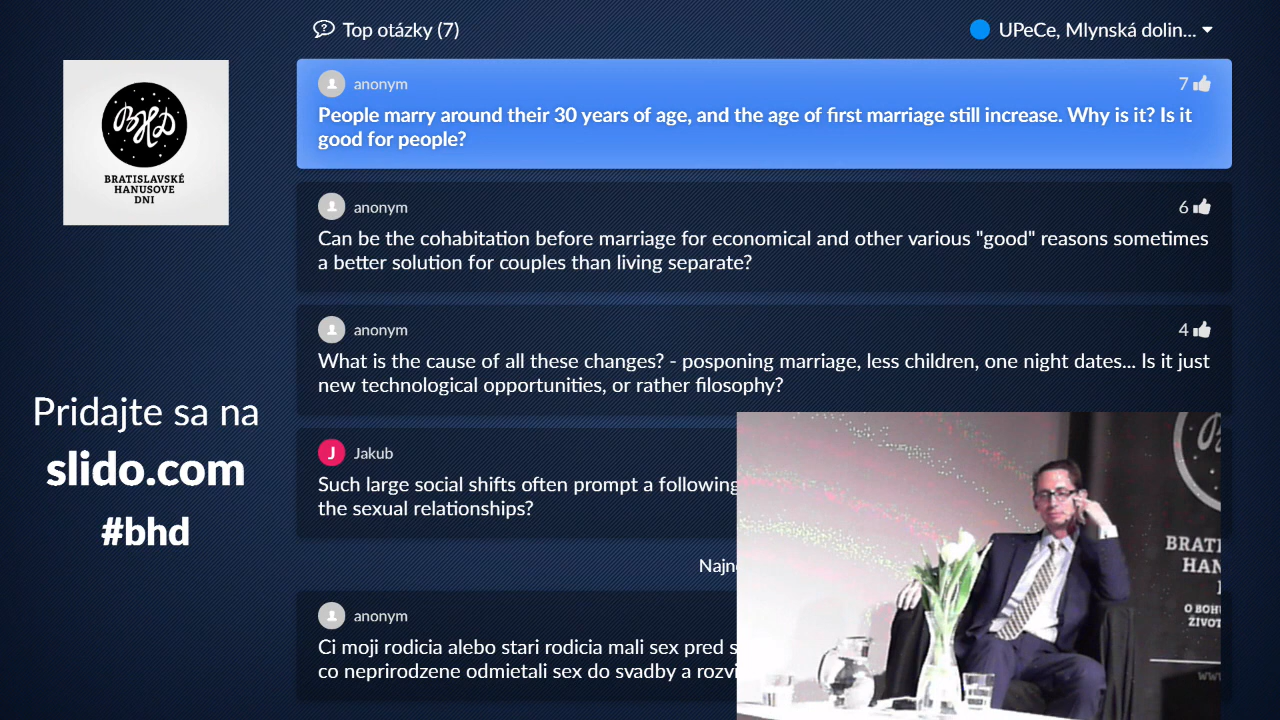 Top otázky (7)
UPeCe, Mlynská dolin...
BHD
BRATISLAVSKÉ
HANUSOVE
DNI
anonym
7
People marry around their 30 years of age, and the age of first marriage still increase. Why is it? Is it
good for people?
anonym
6
Can be the cohabitation before marriage for economical and other various "good" reasons sometimes
a better solution for couples than living separate?
anonym
4
What is the cause of all these changes? - posponing marriage, less children, one night dates... Is it just
new technological opportunities, or rather filosophy?
Pridajte sa na
slido.com
#bhd
J
Jakub
Such large social shifts often prompt a following
the sexual relationships?
Najn
anonym
Ci moji rodicia alebo stari rodicia mali sex pred s
co neprirodzene odmietali sex do svadby a rozvi
BRATI
HAN
O BOHU
ŽIVOT
WWW